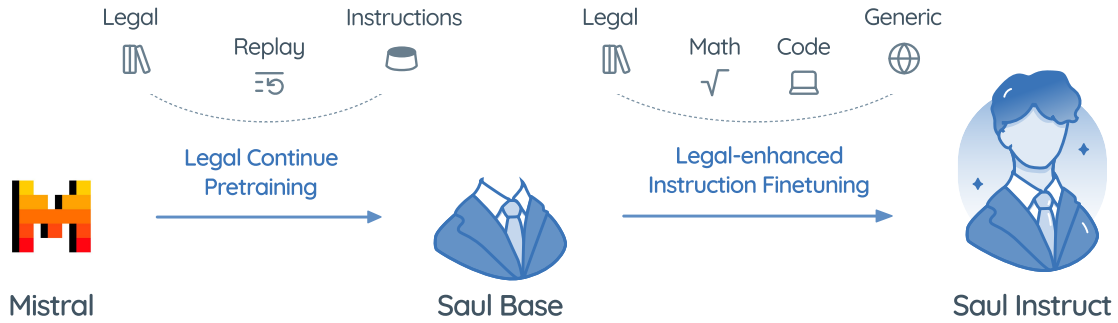 Legal
Replay
Instructions
Legal Continue
Pretraining
Legal
Math
Code
Generic
Legal-enhanced
Instruction Finetuning
Mistral
Saul Base
Saul Instruct